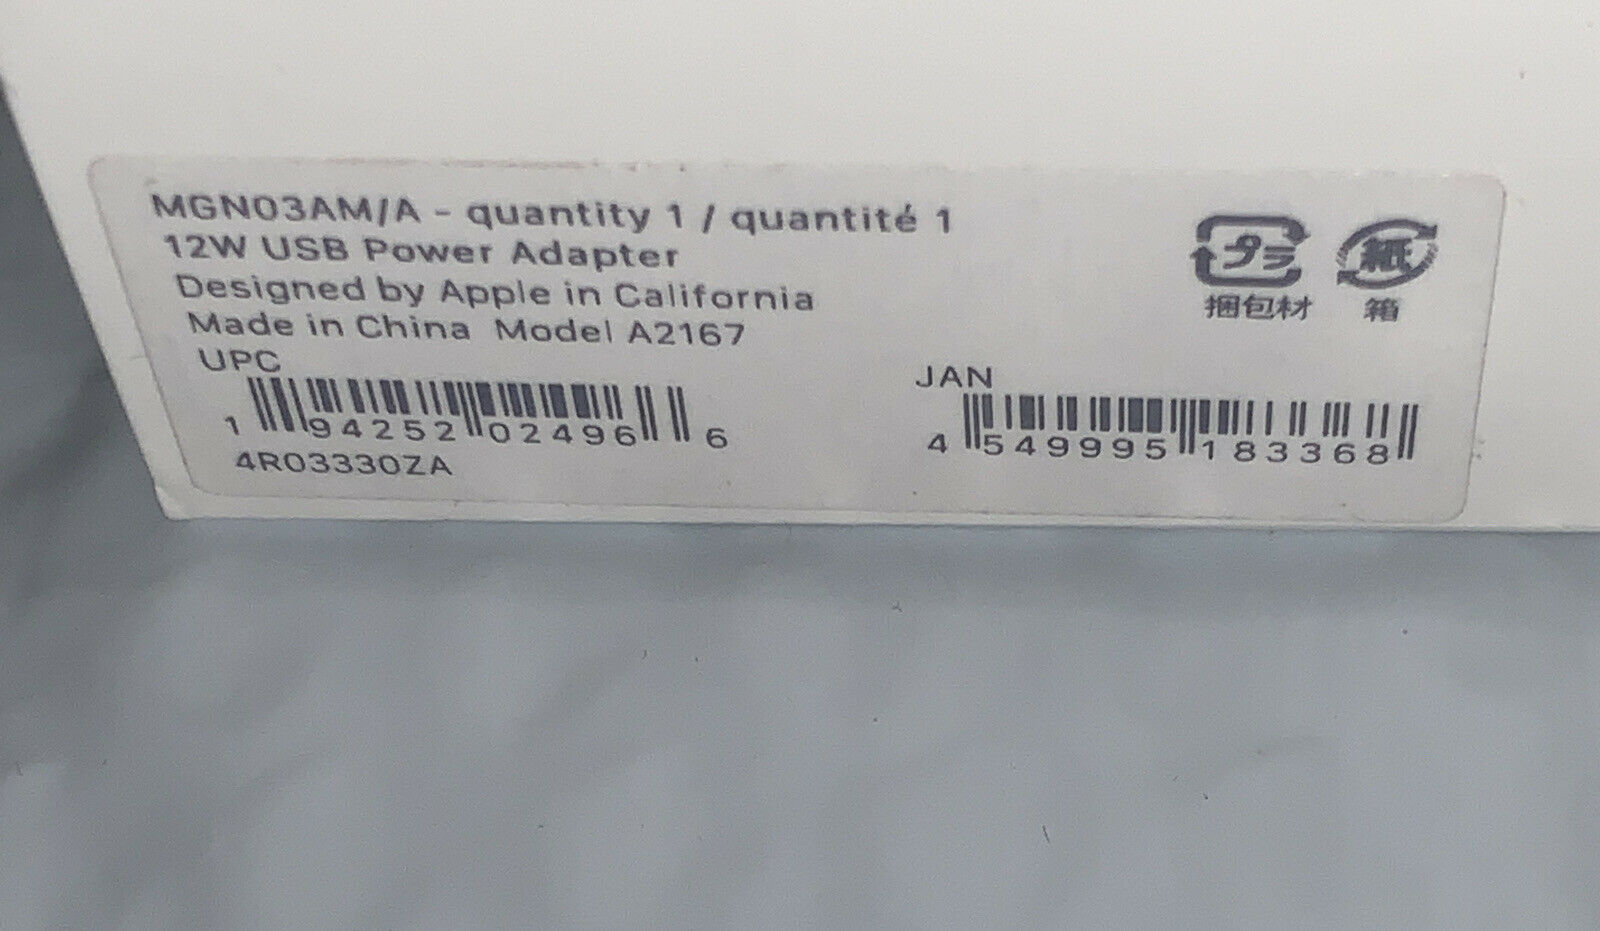 MGN03AM/A - quantity 1 / quantité 1
12W USB Power Adapter
Designed by Apple in California
Made in China Model A2167
UPC
1 94252 02496 6
4R03330ZA
プラ
捆包材
紙
箱
JAN
4 549995 183368